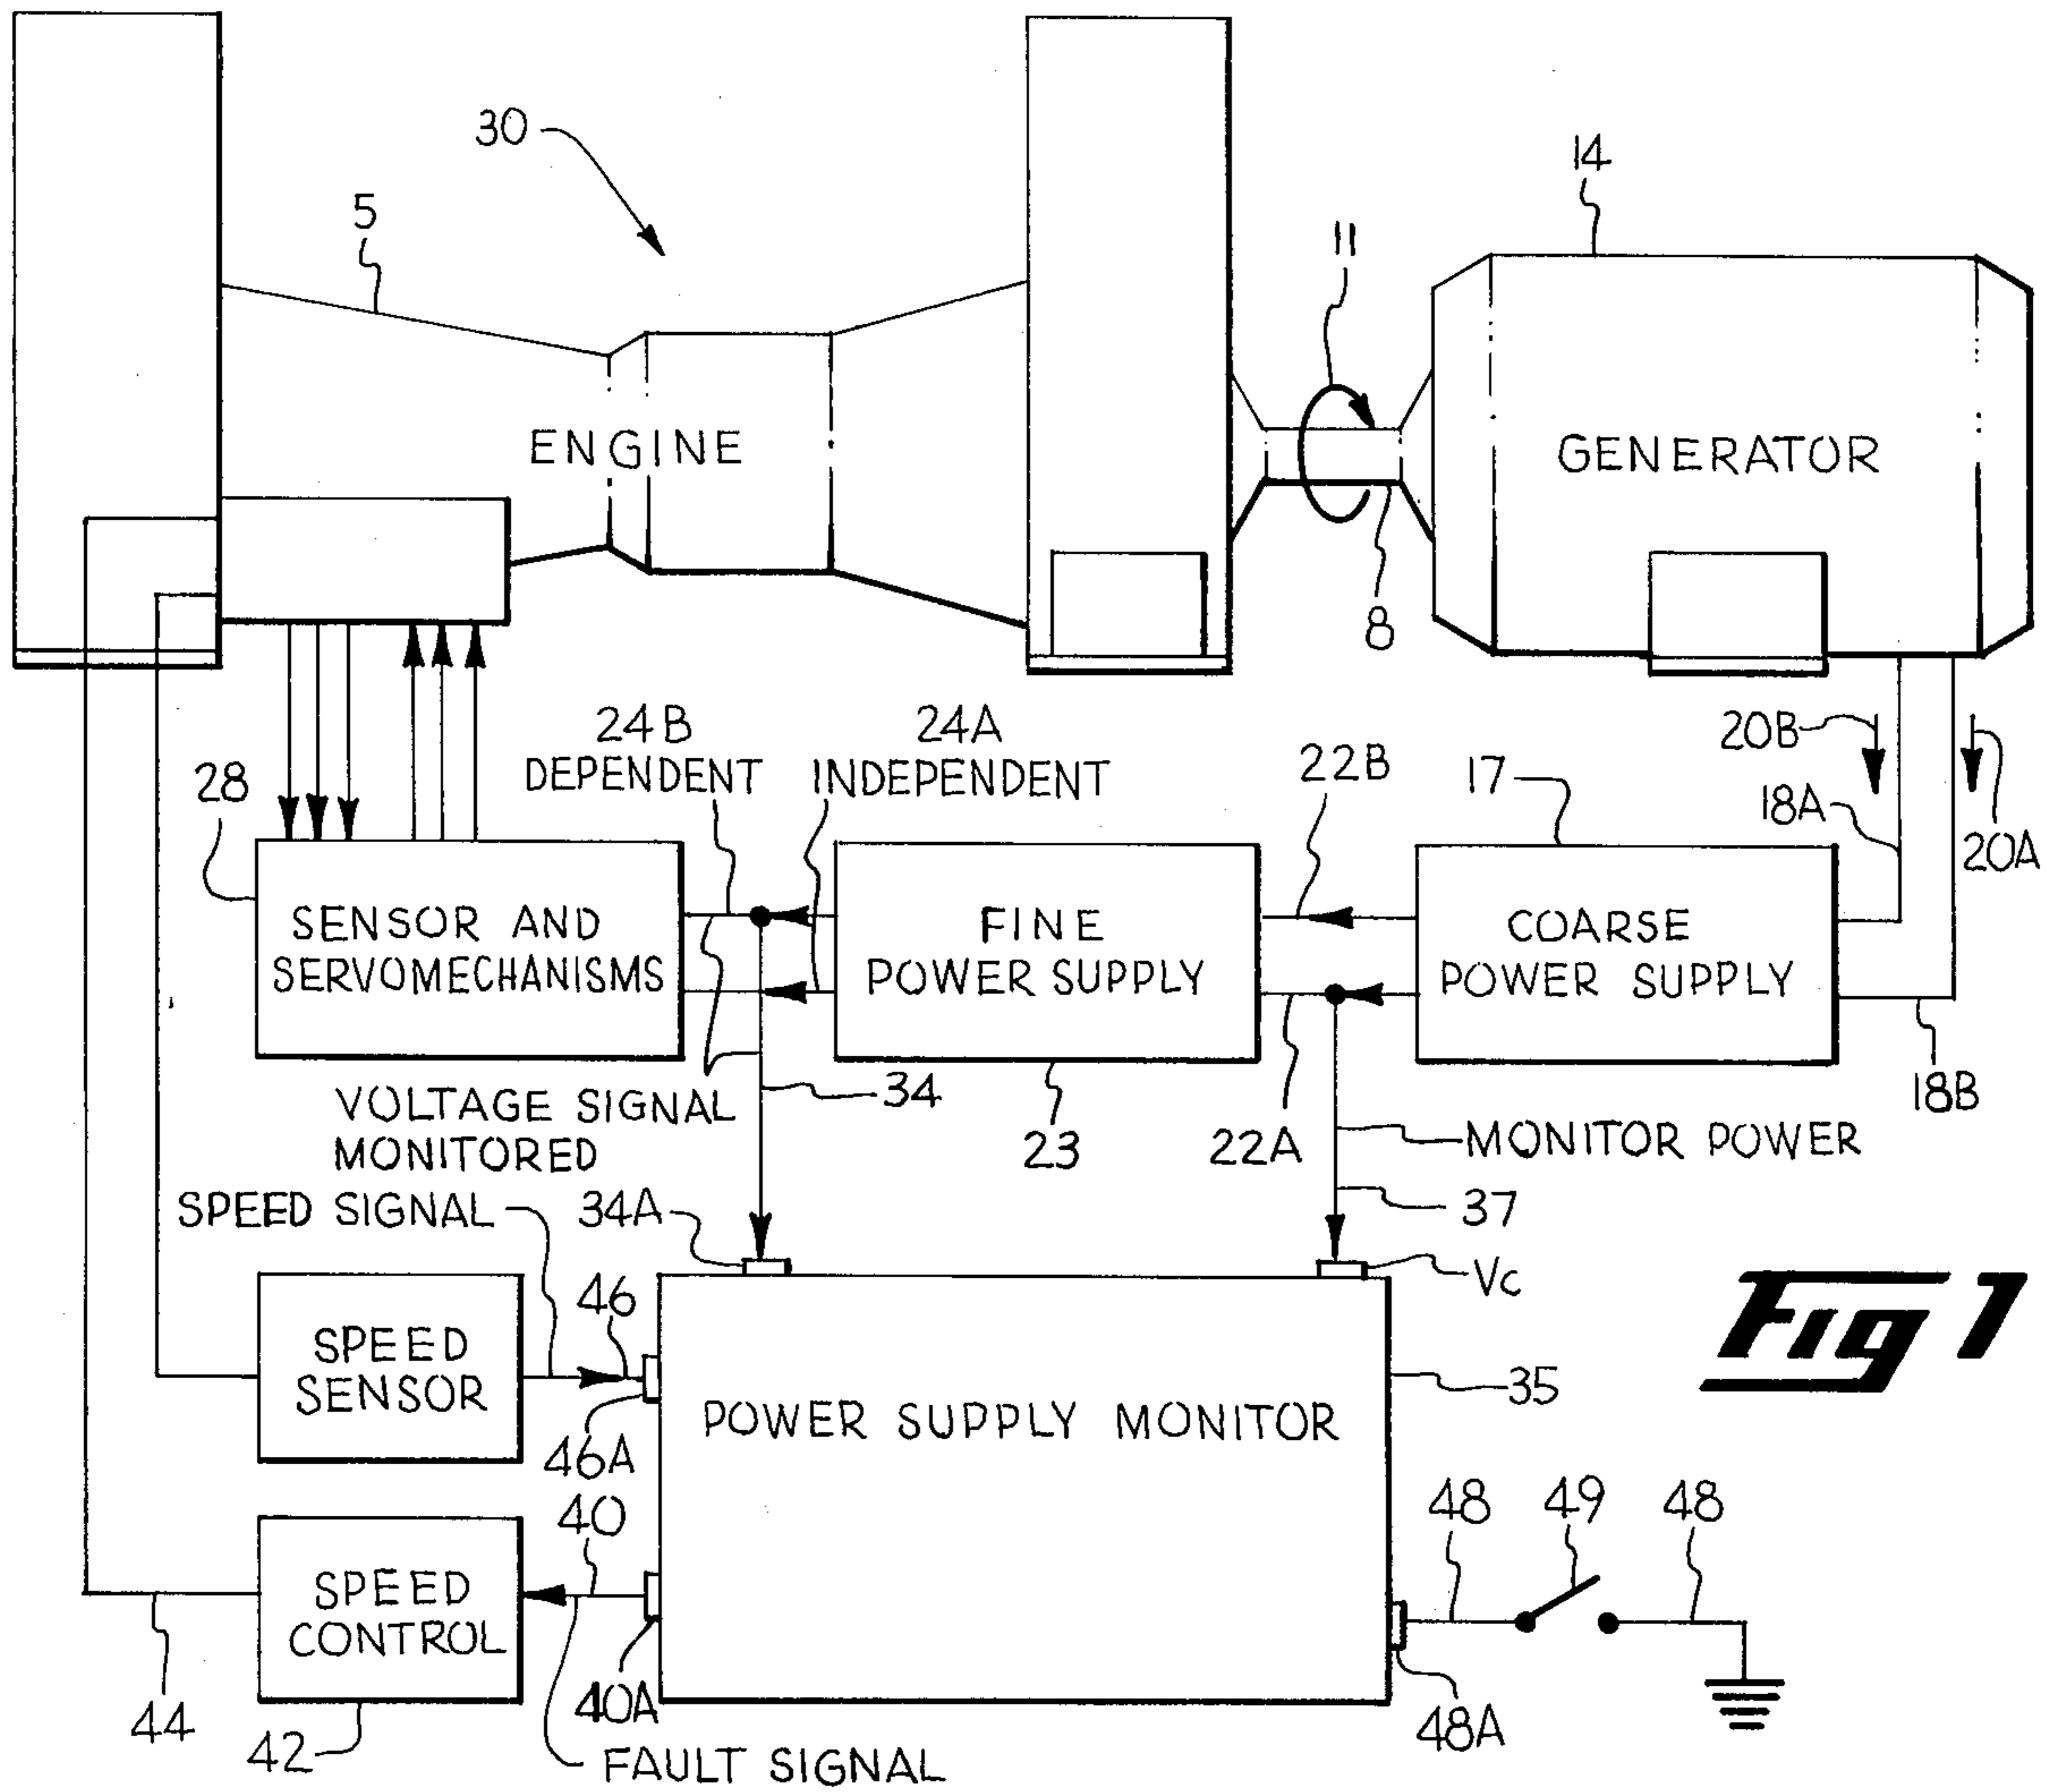 30
14
5
11
ENGINE
GENERATOR
8
24B
DEPENDENT
24A
INDEPENDENT
22B
17
20B
18A
20A
28
SENSOR AND
SERVOMECHANISMS
FINE
POWER SUPPLY
COARSE
POWER SUPPLY
VOLTAGE SIGNAL
MONITORED
34
23
22A
MONITOR POWER
18B
SPEED SIGNAL
34A
37
Vc
46
Fig 1
SPEED
SENSOR
46A
POWER SUPPLY MONITOR
35
40
48
49
48
SPEED
CONTROL
40A
48A
44
42
FAULT SIGNAL